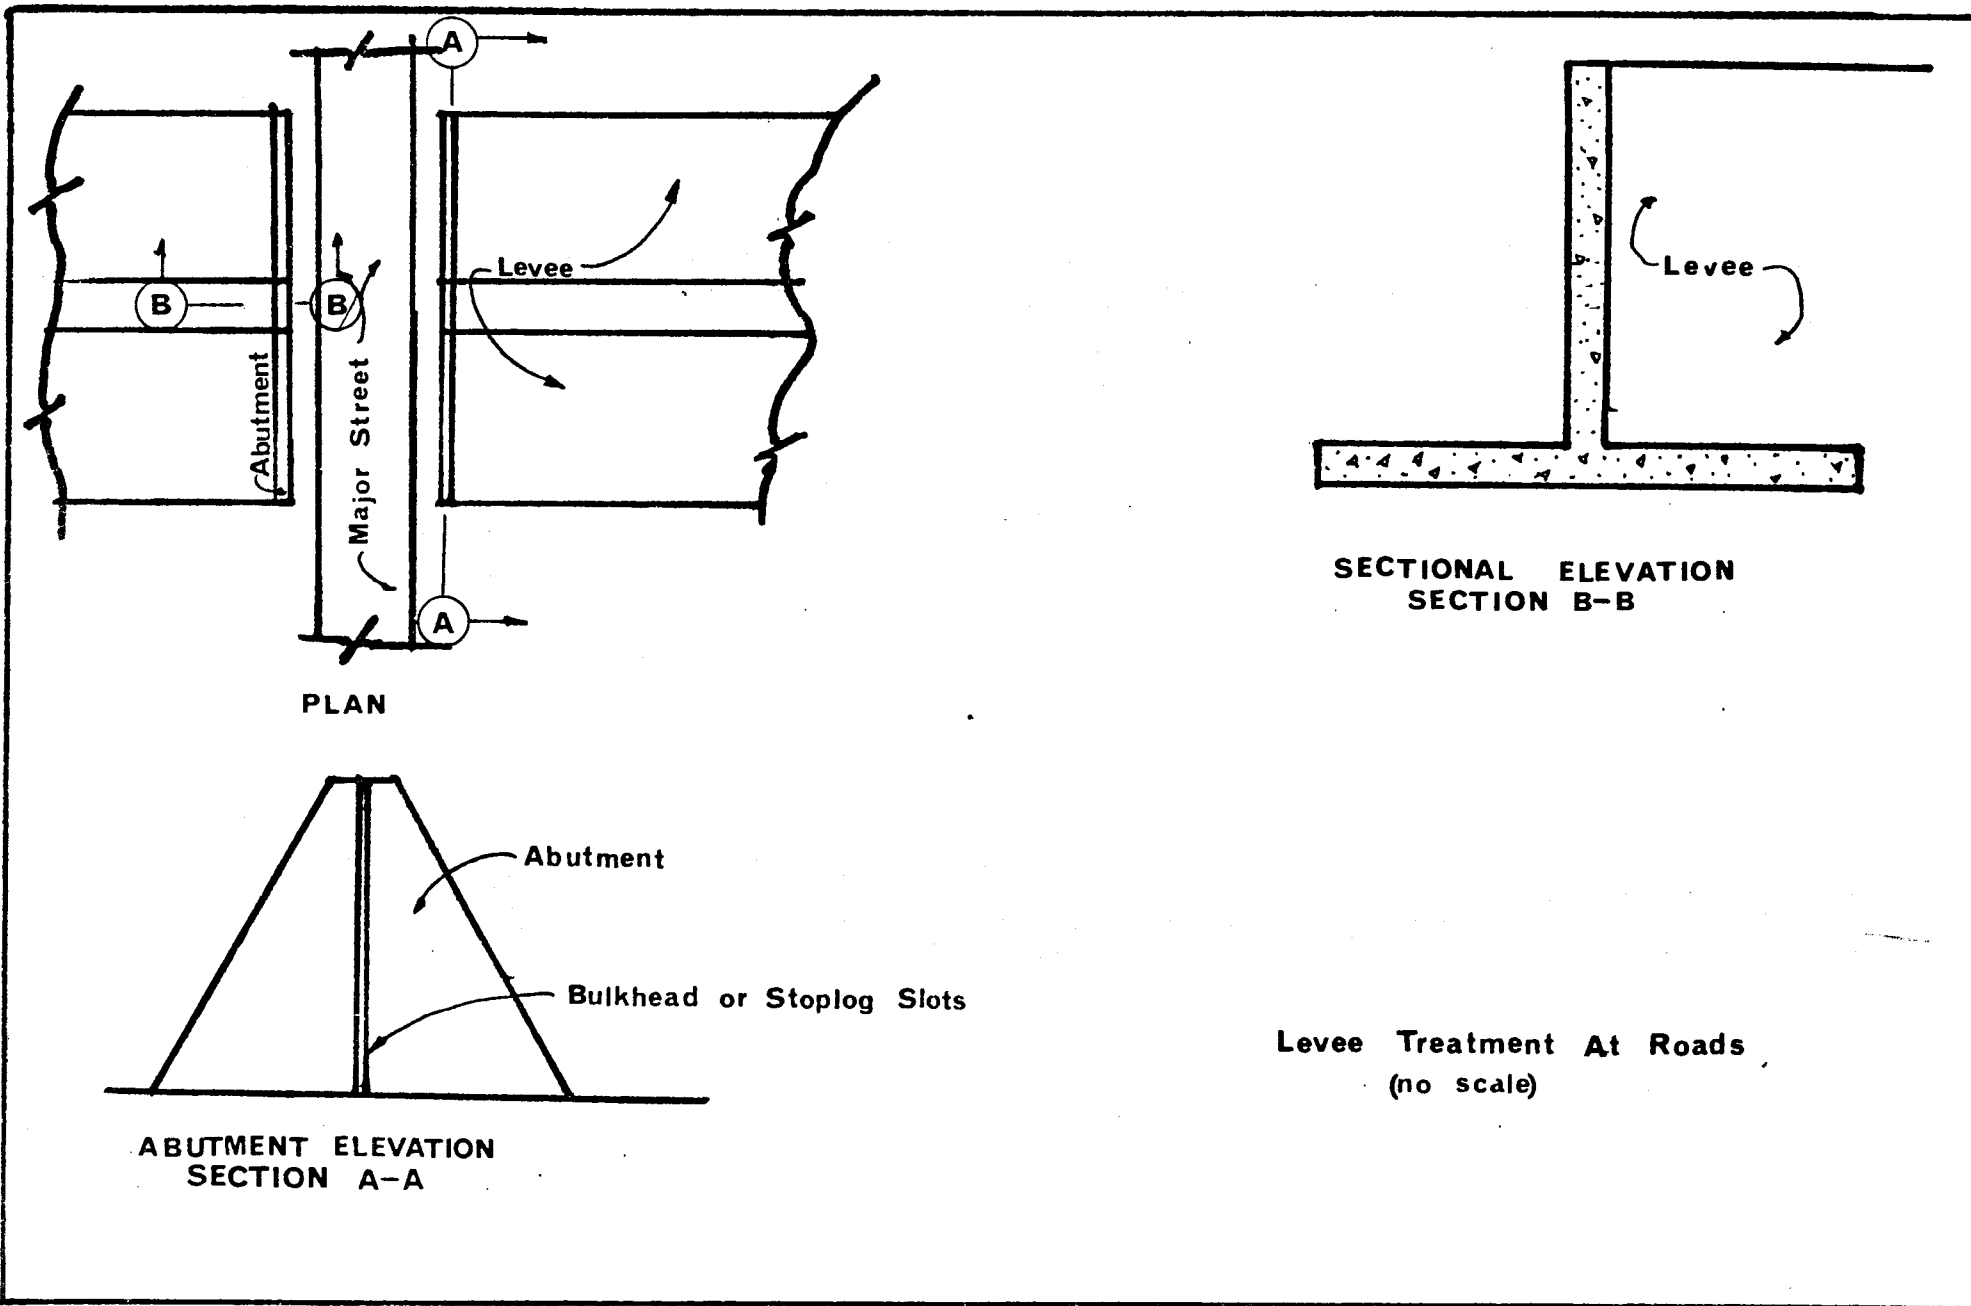 A
Levee
B
B
Abutment
Major Street
A
PLAN
Levee
SECTIONAL ELEVATION
SECTION B-B
Abutment
Bulkhead or Stoplog Slots
ABUTMENT ELEVATION
SECTION A-A
Levee Treatment At Roads
(no scale)